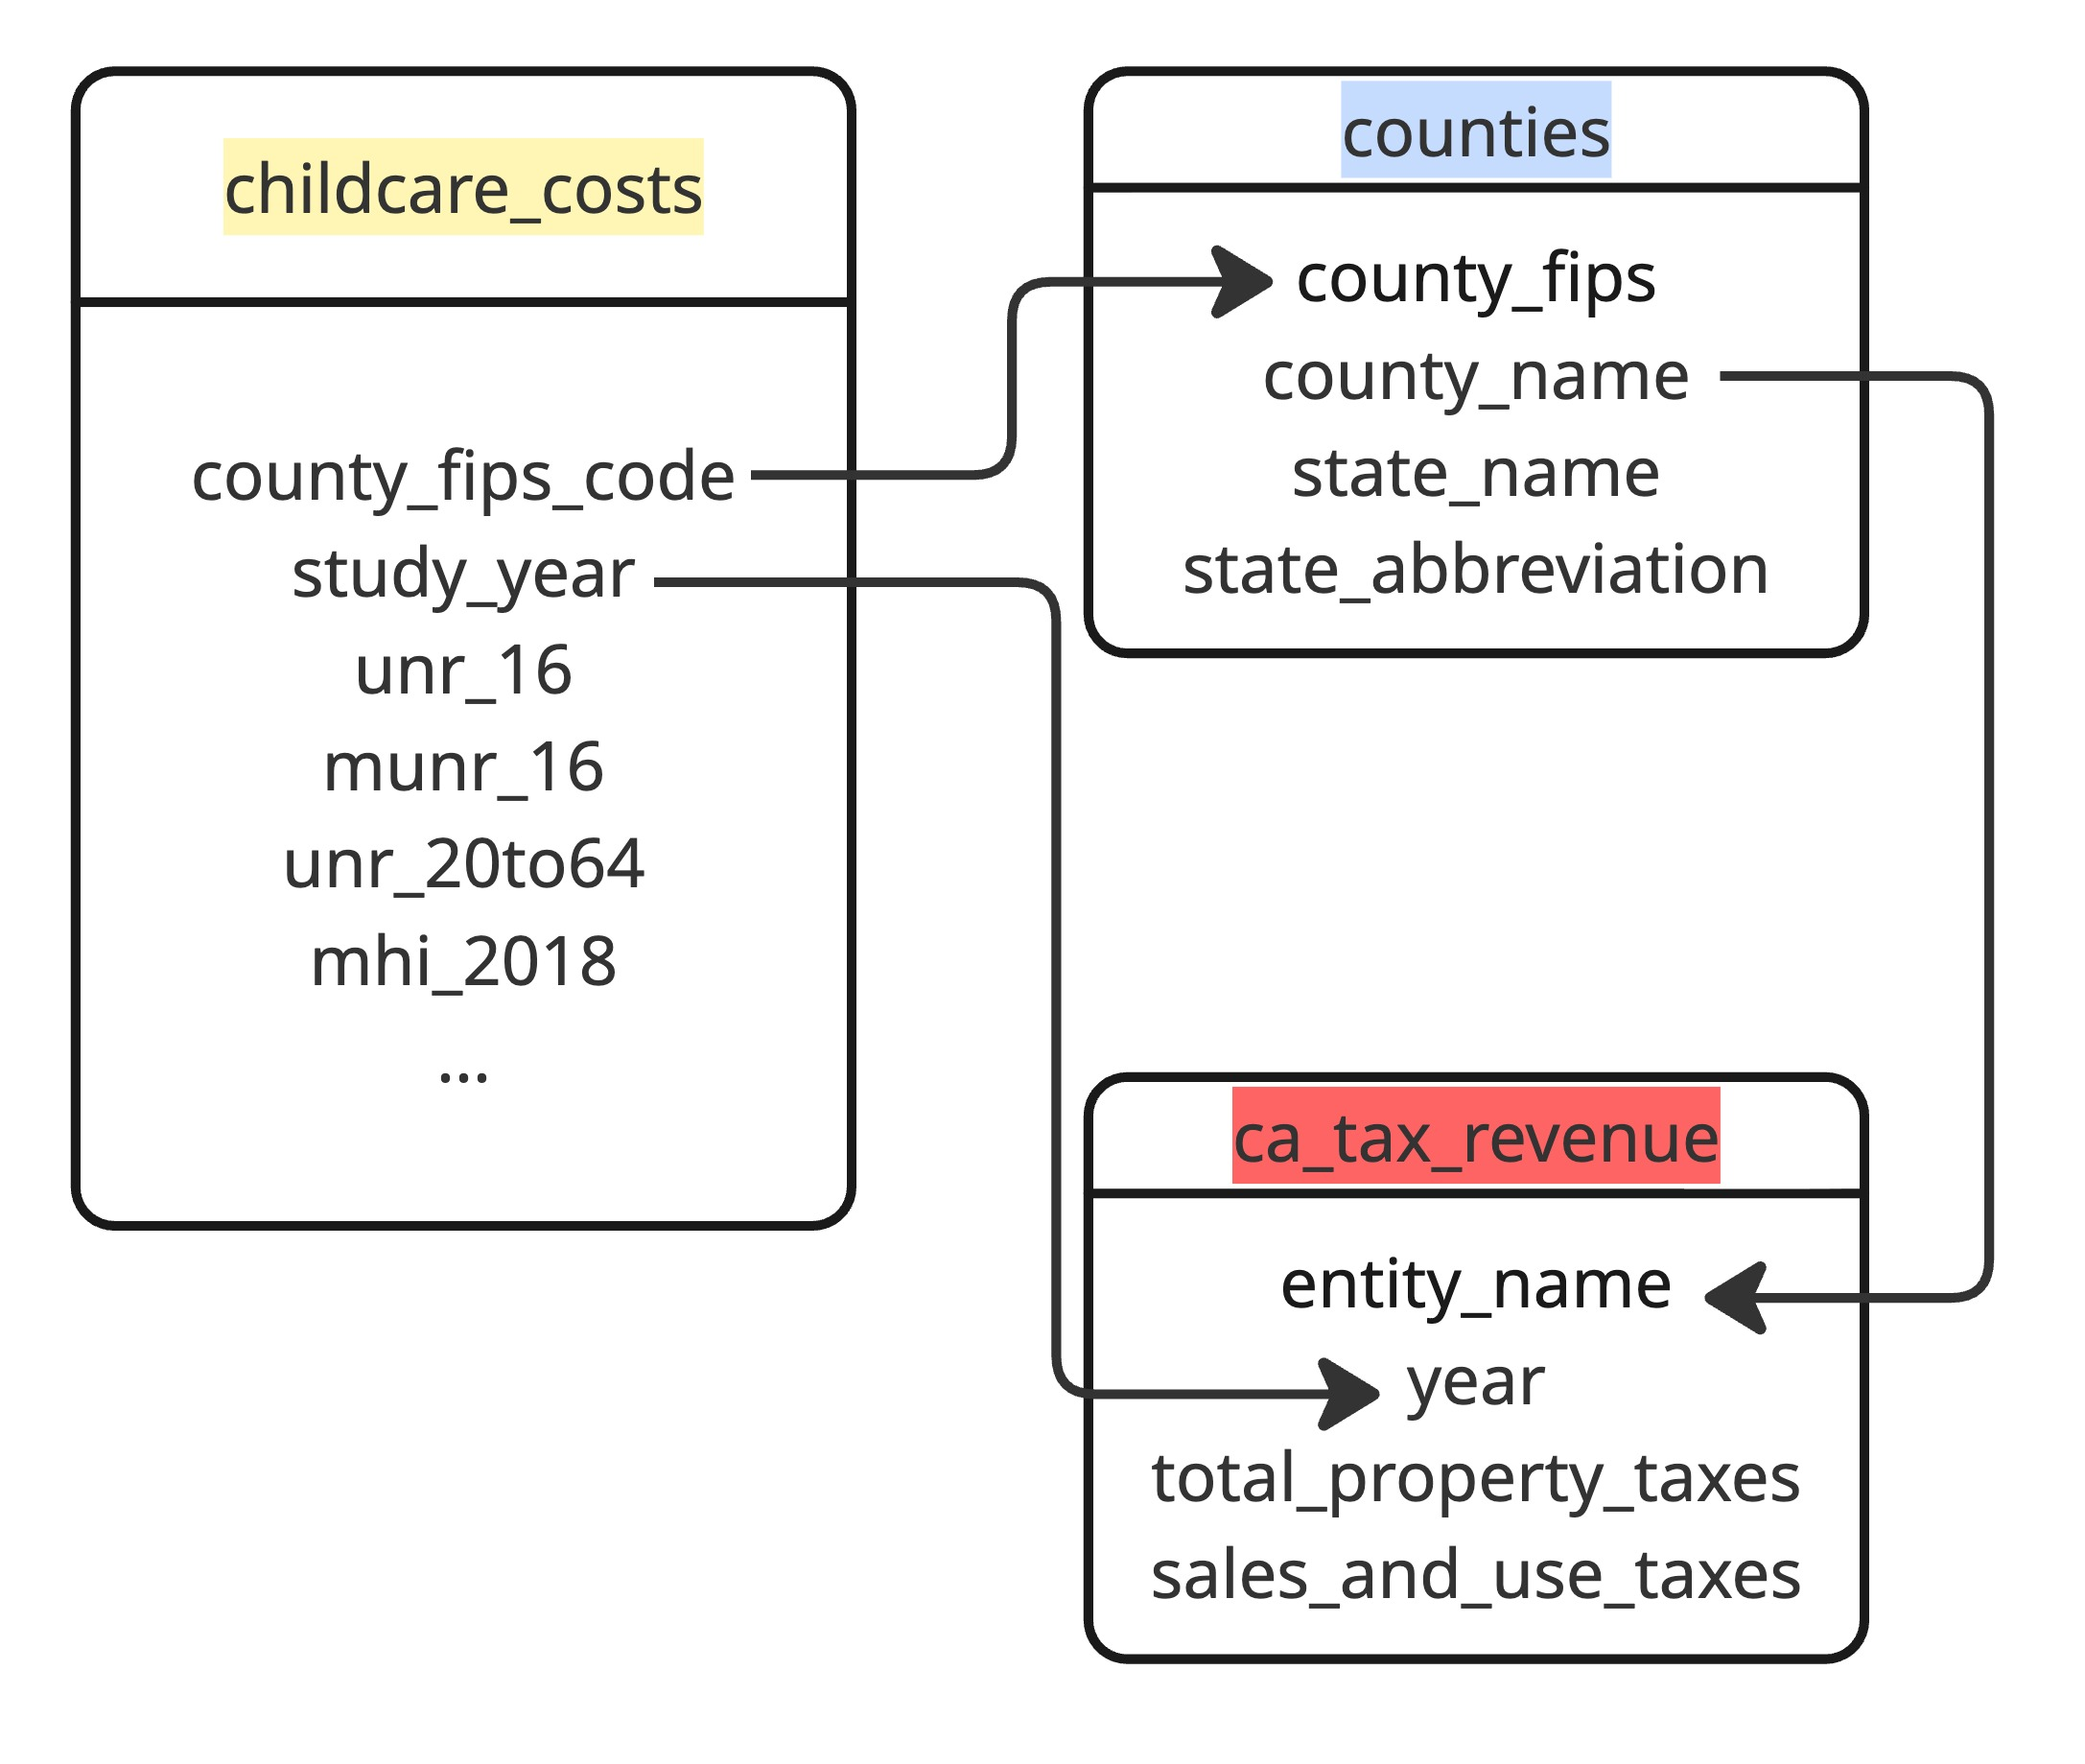 childcare_costs
county_fips_code
study_year
unr_16
munr_16
unr_20to64
mhi_2018
...
counties
county_fips
county_name
state_name
state_abbreviation
ca_tax_revenue
entity_name
year
total_property_taxes
sales_and_use_taxes